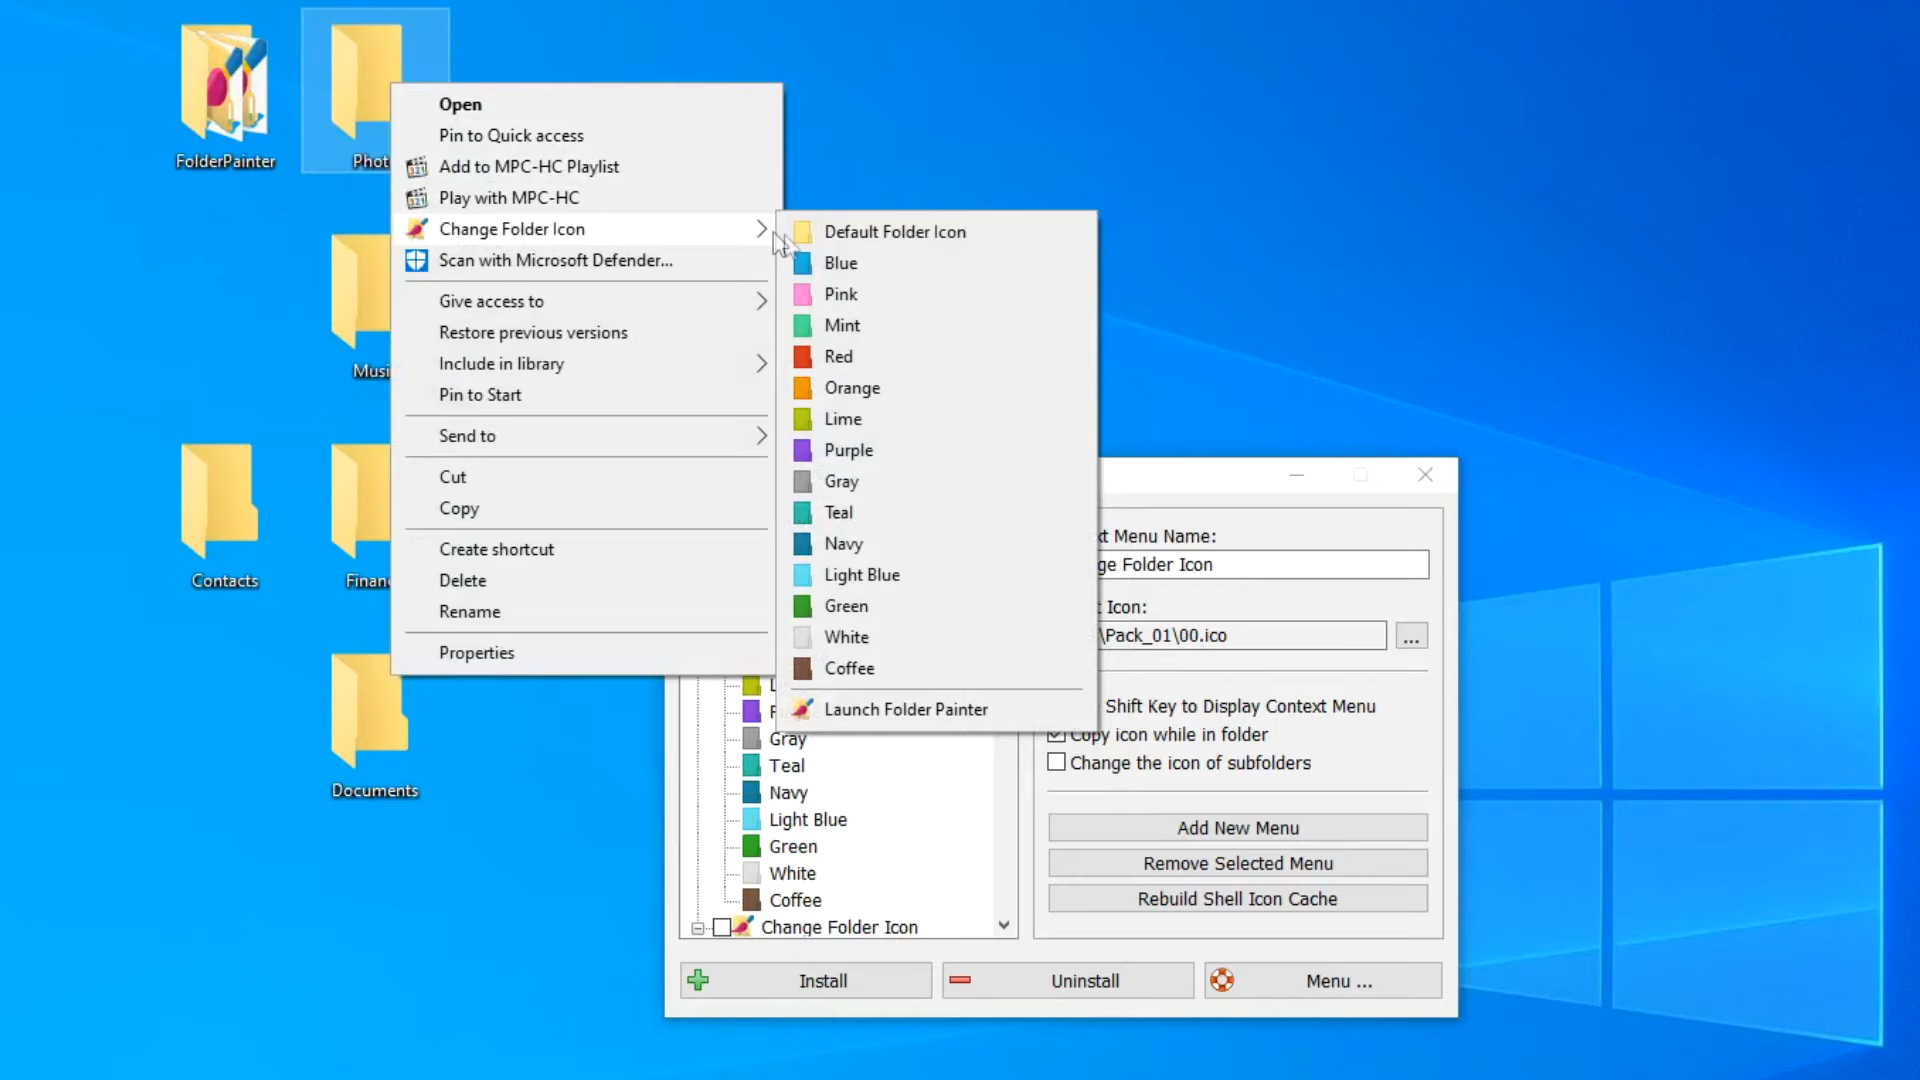 FolderPainter
Phot
Musi
Contacts
Finan
Documents
Open
Pin to Quick access
Add to MPC-HC Playlist
Play with MPC-HC
Change Folder Icon
Scan with Microsoft Defender...
Give access to
Restore previous versions
Include in library
Pin to Start
Send to
Cut
Copy
Create shortcut
Delete
Rename
Properties
Default Folder Icon
Blue
Pink
Mint
Red
Orange
Lime
Purple
Gray
Teal
Navy
Light Blue
Green
White
Coffee
Launch Folder Painter
Gray
Teal
Navy
Light Blue
Green
White
Coffee
Change Folder Icon
xt Menu Name:
ge Folder Icon
t Icon:
\Pack_01\00.ico
...
Shift Key to Display Context Menu
Copy icon while in folder
Change the icon of subfolders
Add New Menu
Remove Selected Menu
Rebuild Shell Icon Cache
Install
Uninstall
Menu ...